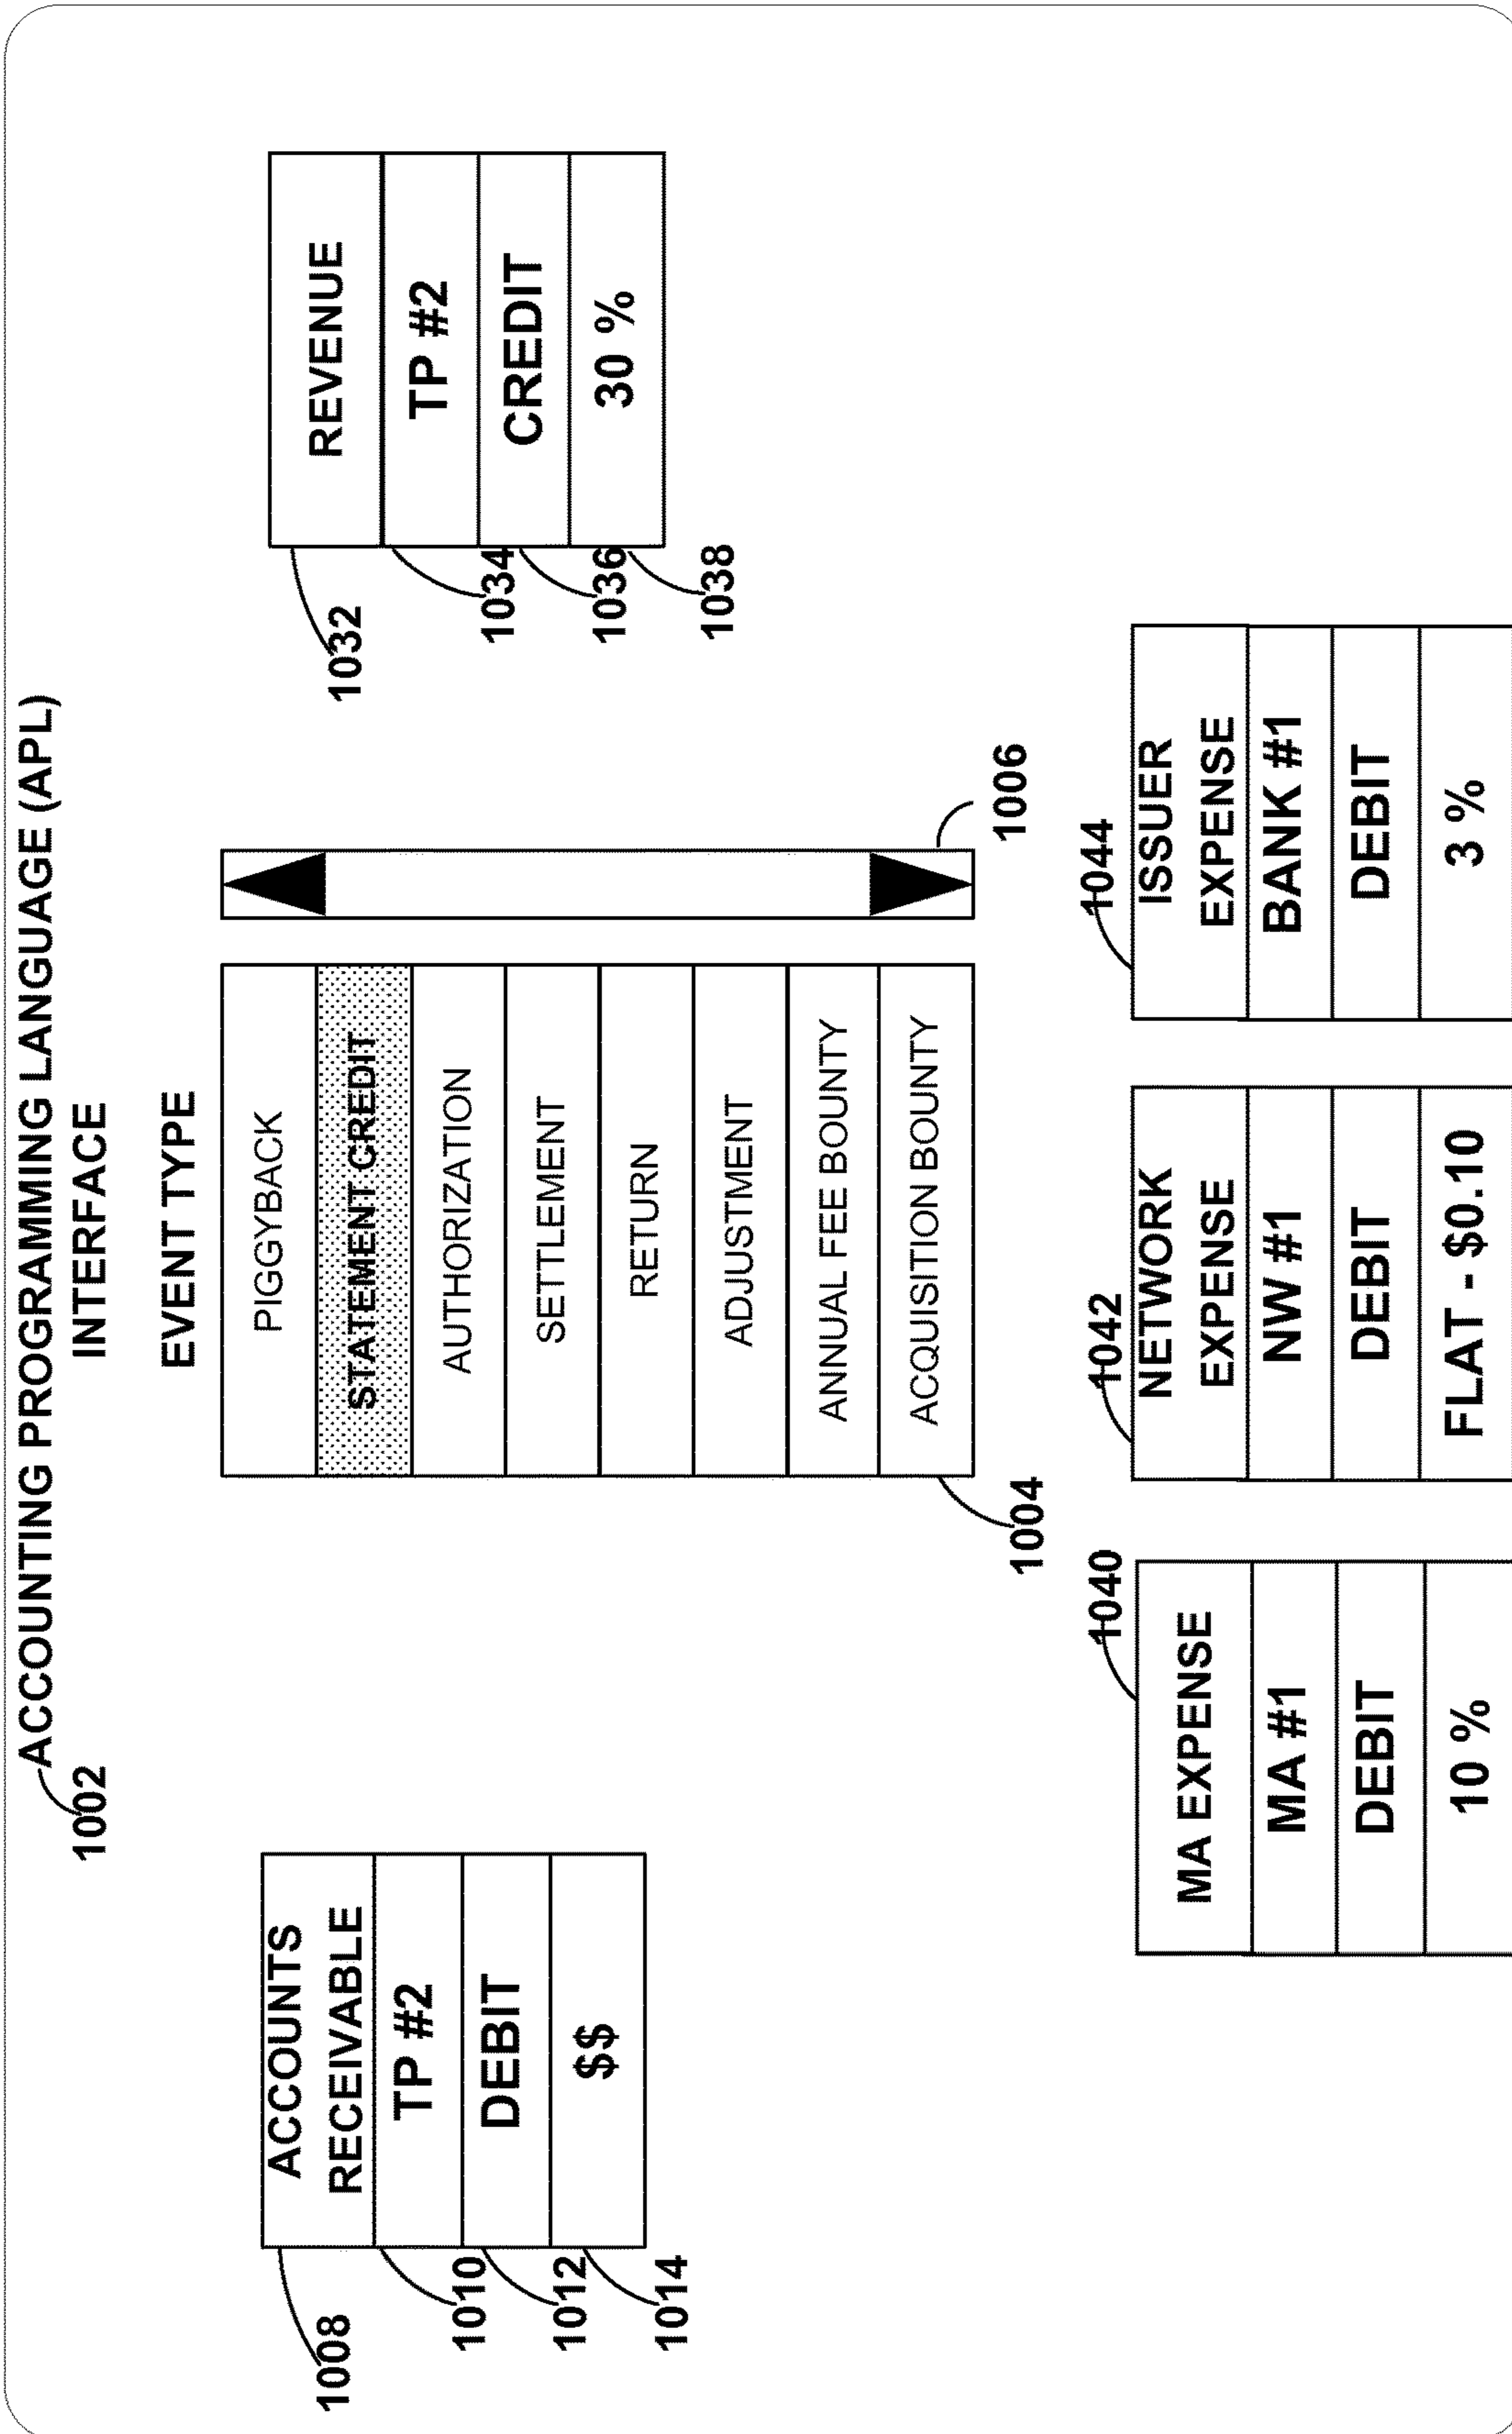 ACCOUNTING PROGRAMMING LANGUAGE (APL)
INTERFACE
1002
EVENT TYPE
1008
ACCOUNTS
RECEIVABLE
1010
TP #2
1012
DEBIT
1014
$$
PIGGYBACK
STATEMENT CREDIT
AUTHORIZATION
SETTLEMENT
RETURN
ADJUSTMENT
ANNUAL FEE BOUNTY
ACQUISITION BOUNTY
1004
1006
1032
REVENUE
1034
TP #2
1036
CREDIT
1038
30 %
1040
MA EXPENSE
MA #1
DEBIT
10 %
1042
NETWORK
EXPENSE
NW #1
DEBIT
FLAT - $0.10
1044
ISSUER
EXPENSE
BANK #1
DEBIT
3 %